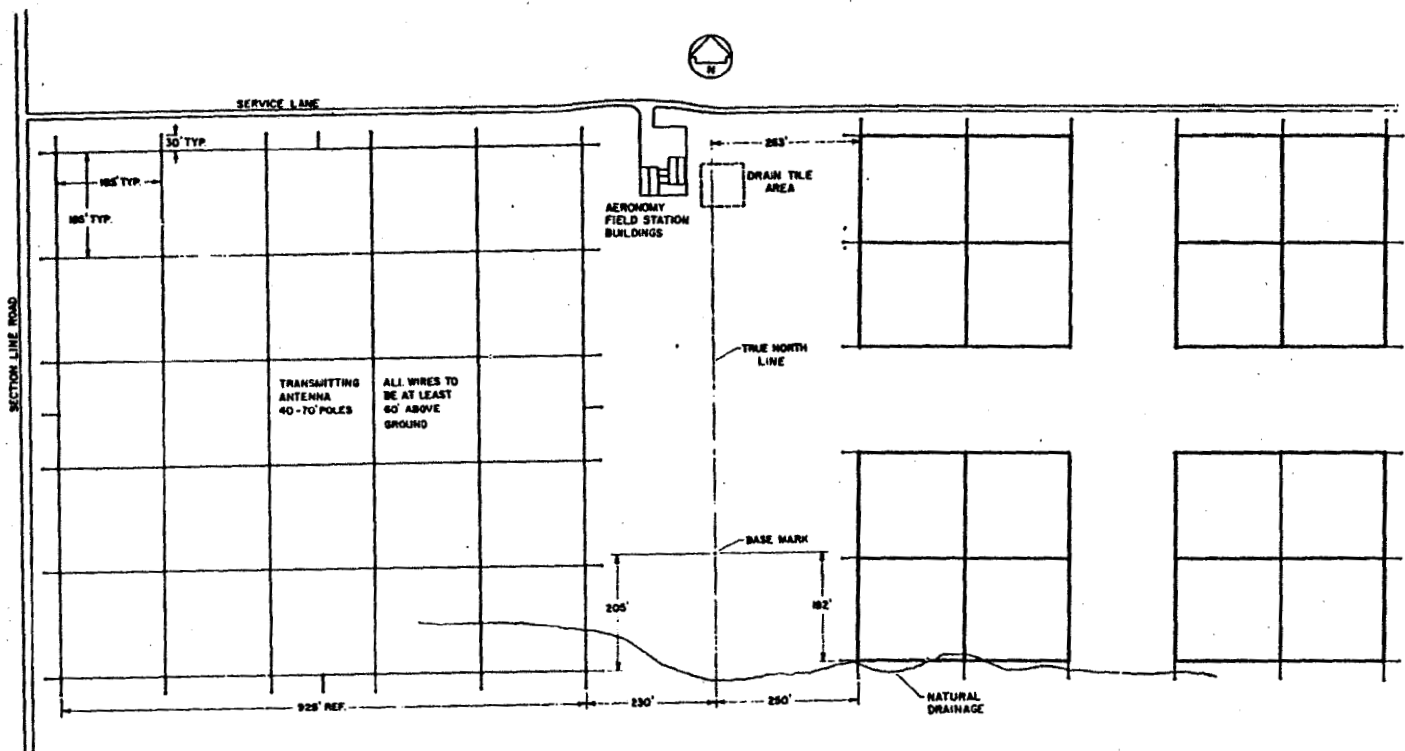 N
SERVICE LANE
30' TYP.
263'
185' TYP.
185' TYP.
DRAIN TILE
AREA
AERONOMY
FIELD STATION
BUILDINGS
SECTION LINE ROAD
TRUE NORTH
LINE
TRANSMITTING
ANTENNA
40-70' POLES
ALL WIRES TO
BE AT LEAST
60' ABOVE
GROUND
BASE MARK
205'
182'
925' REF.
230'
250'
NATURAL
DRAINAGE